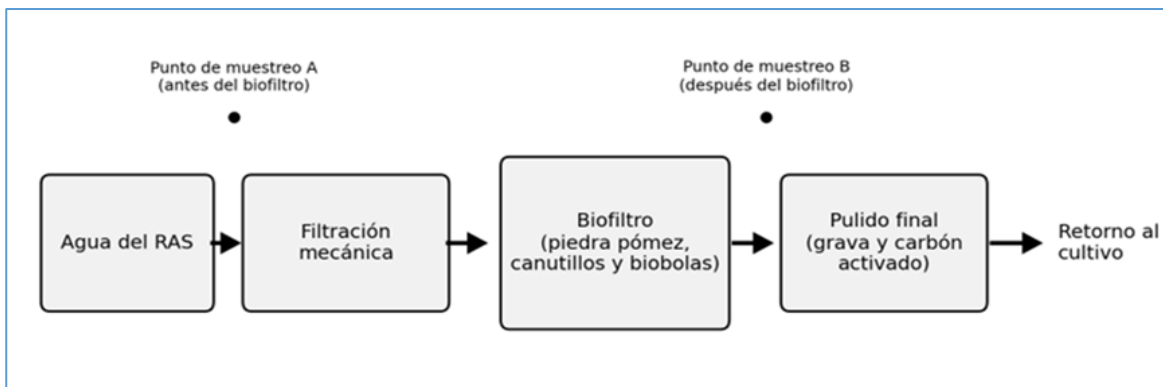 Punto de muestreo A
(antes del biofiltro)
Punto de muestreo B
(después del biofiltro)
Agua del RAS
Filtración
mecánica
Biofiltro
(piedra pómez,
canutillos y biobolas)
Pulido final
(grava y carbón
activado)
Retorno al
cultivo